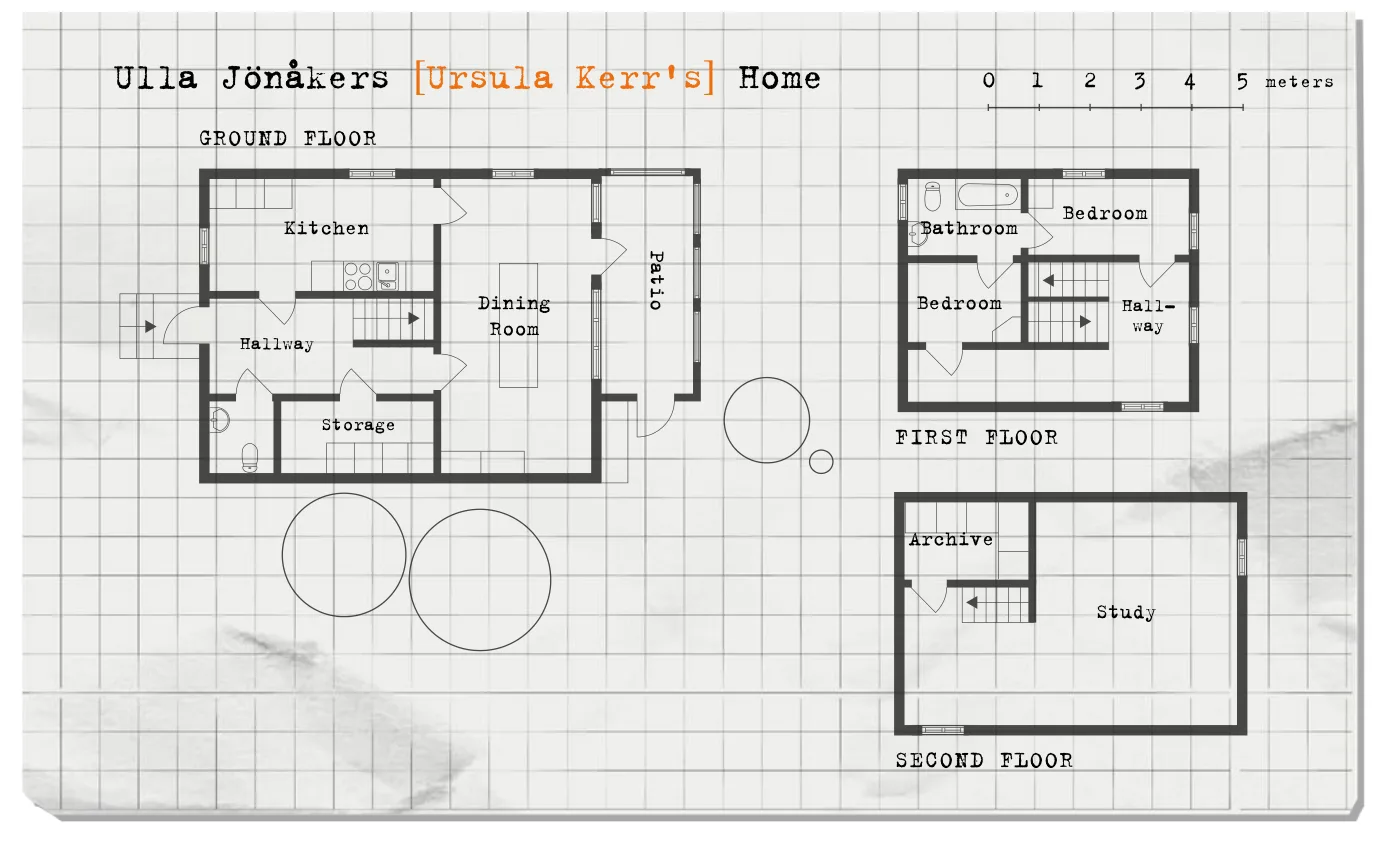 Ulla Jönåkers [Ursula Kerr's] Home
0 1 2 3 4 5 meters
GROUND FLOOR
Kitchen
Hallway
Storage
Dining
Room
Patio
Bathroom
Bedroom
Bedroom
Hall-
way
FIRST FLOOR
Archive
Study
SECOND FLOOR